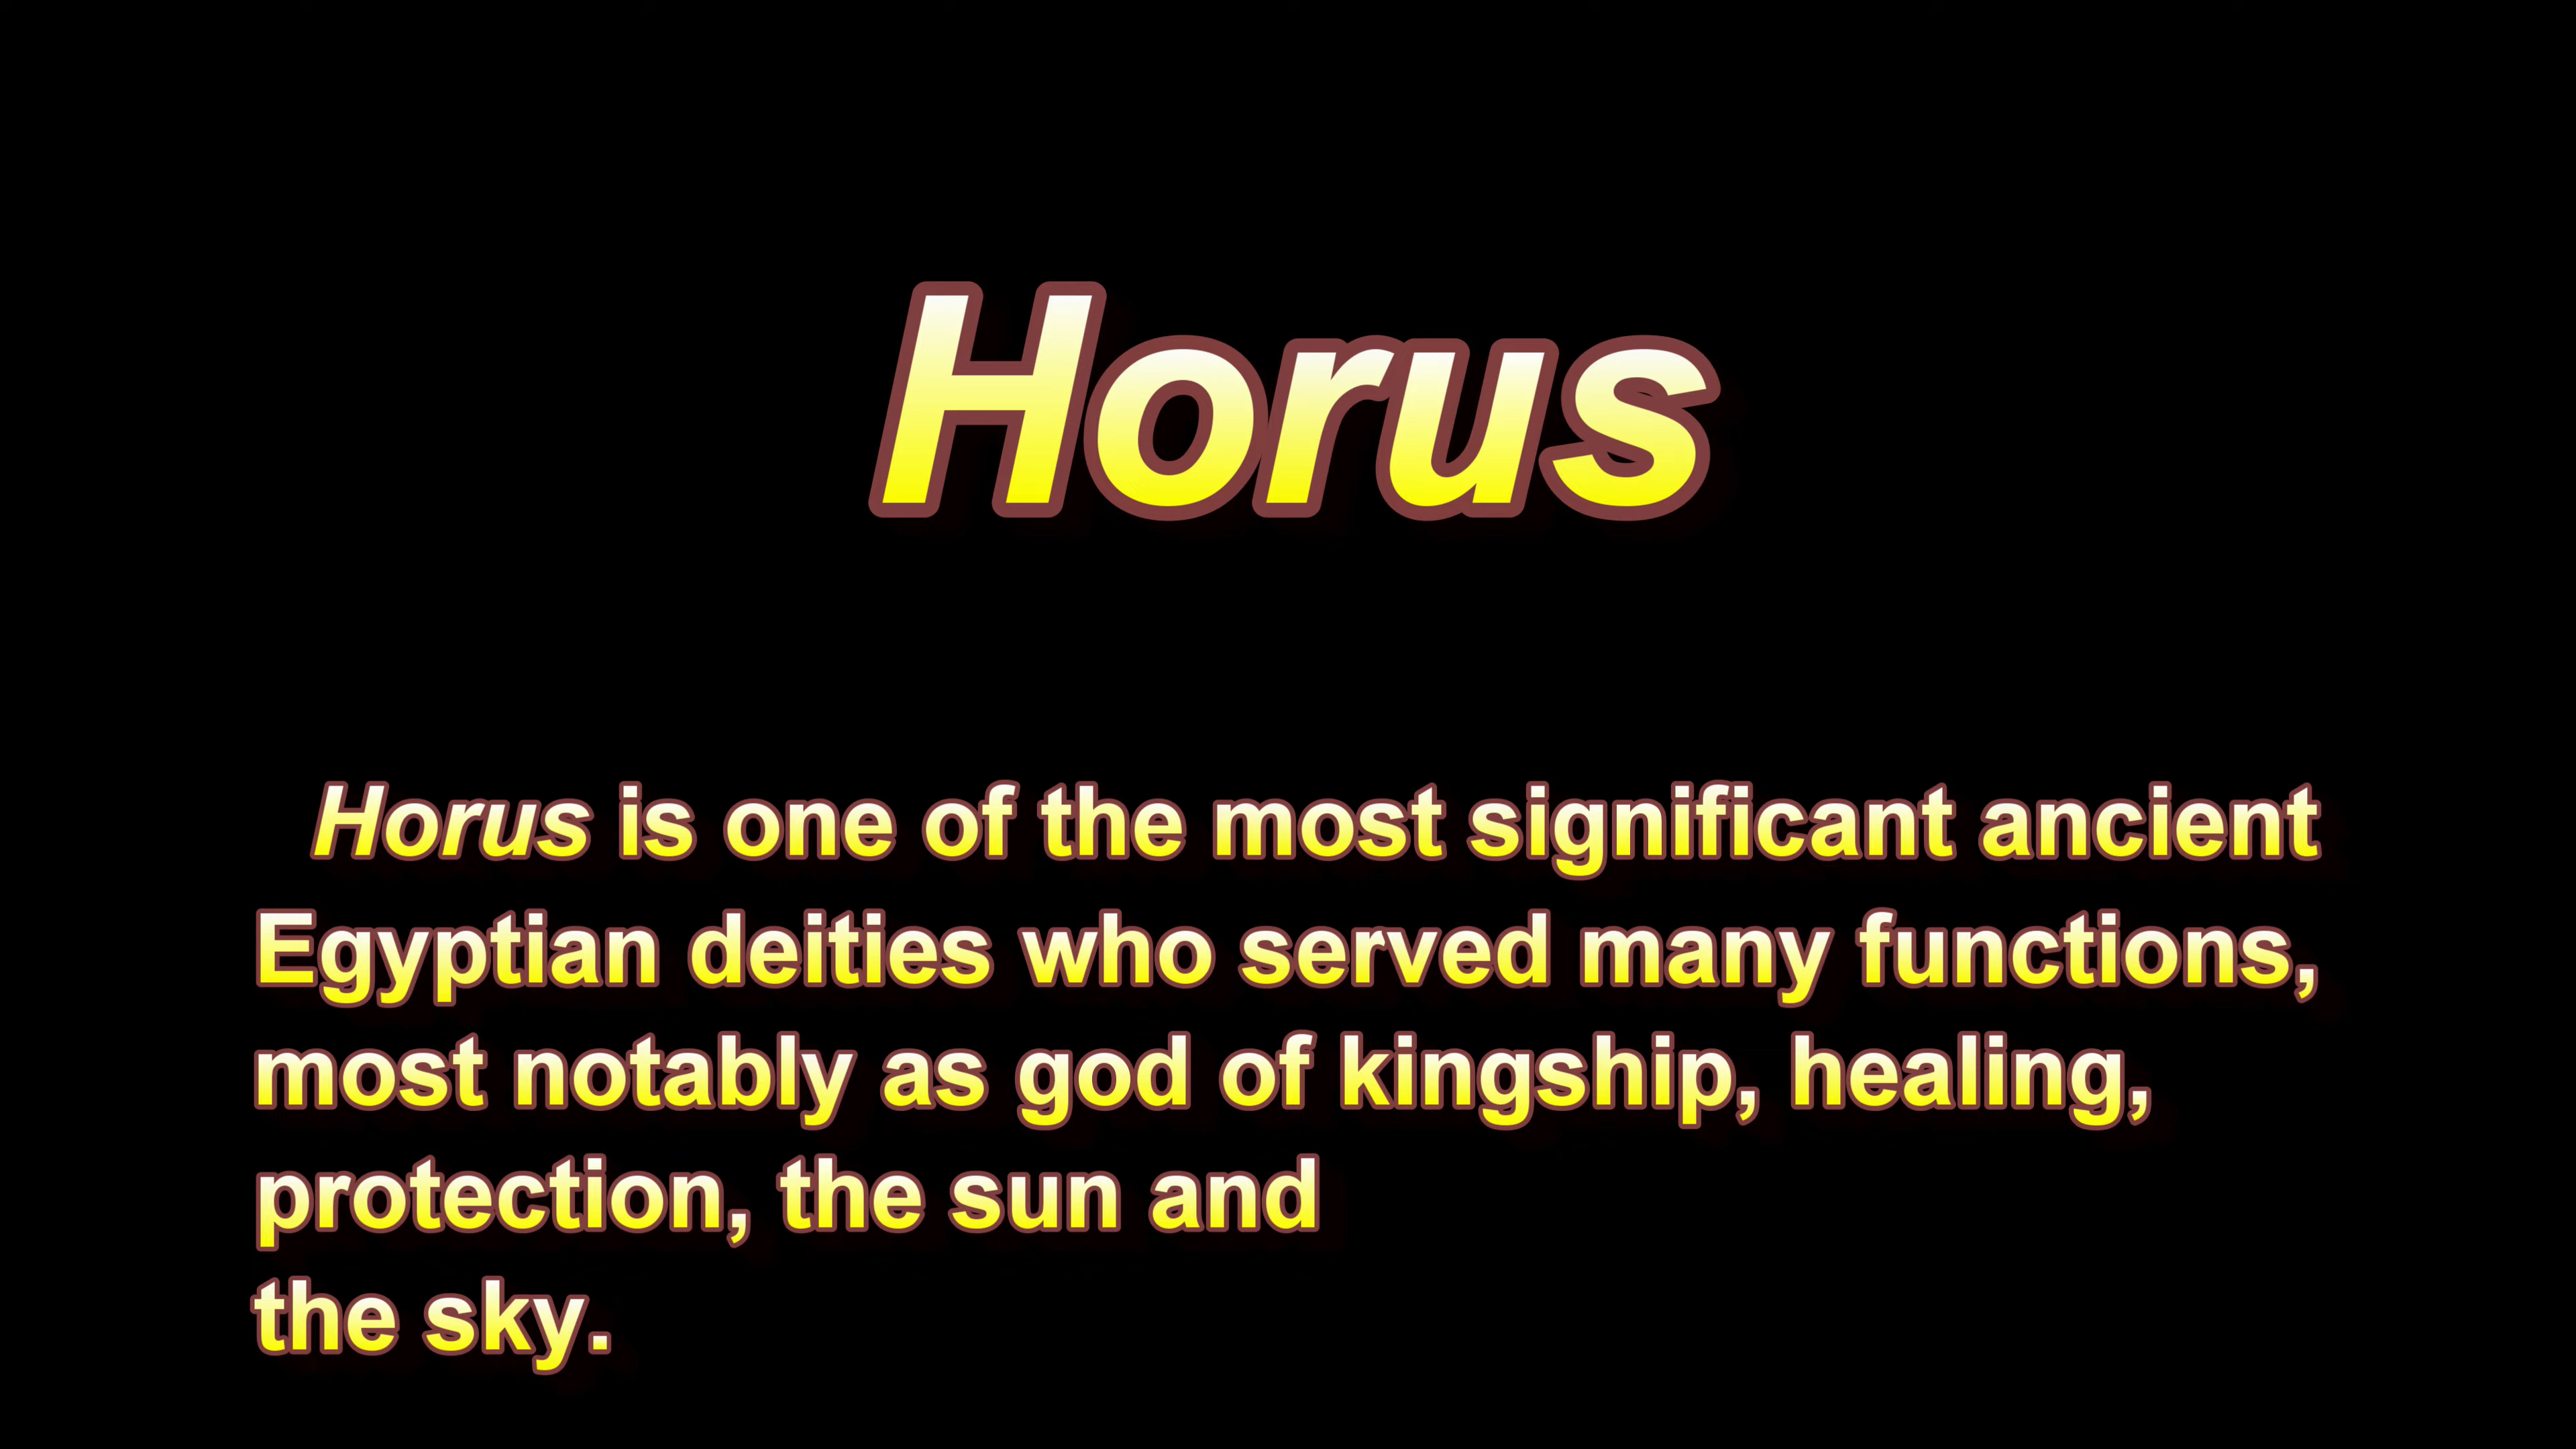 Horus
Horus is one of the most significant ancient
Egyptian deities who served many functions,
most notably as god of kingship, healing,
protection, the sun and
the sky.